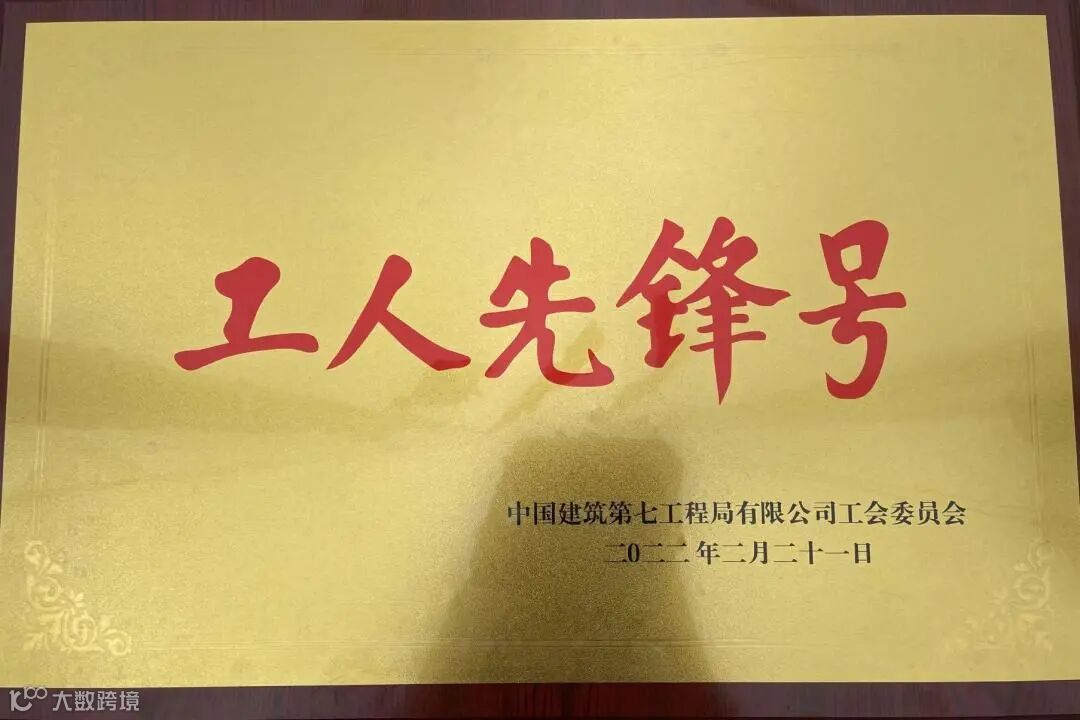 工人先锋号
中国建筑第七工程局有限公司工会委员会
二0二二年二月二十一日
大数跨境